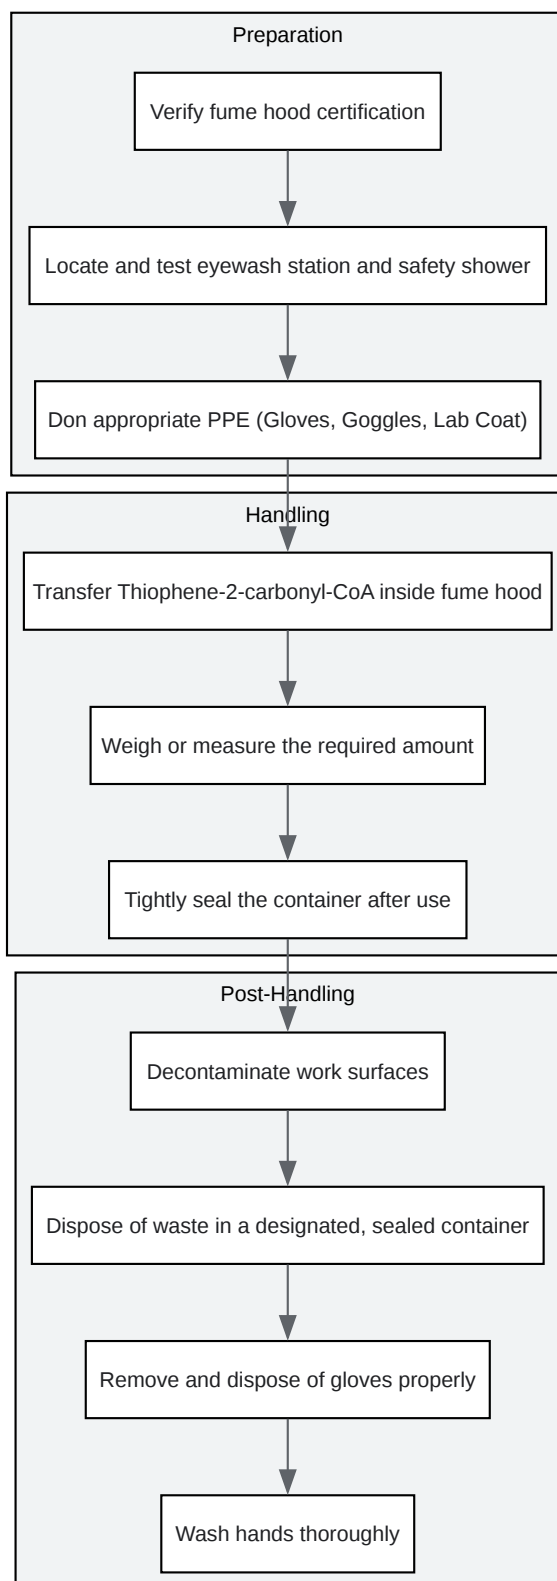 Preparation
Verify fume hood certification
Locate and test eyewash station and safety shower
Don appropriate PPE (Gloves, Goggles, Lab Coat)
Handling
Transfer Thiophene-2-carbonyl-CoA inside fume hood
Weigh or measure the required amount
Tightly seal the container after use
Post-Handling
Decontaminate work surfaces
Dispose of waste in a designated, sealed container
Remove and dispose of gloves properly
Wash hands thoroughly